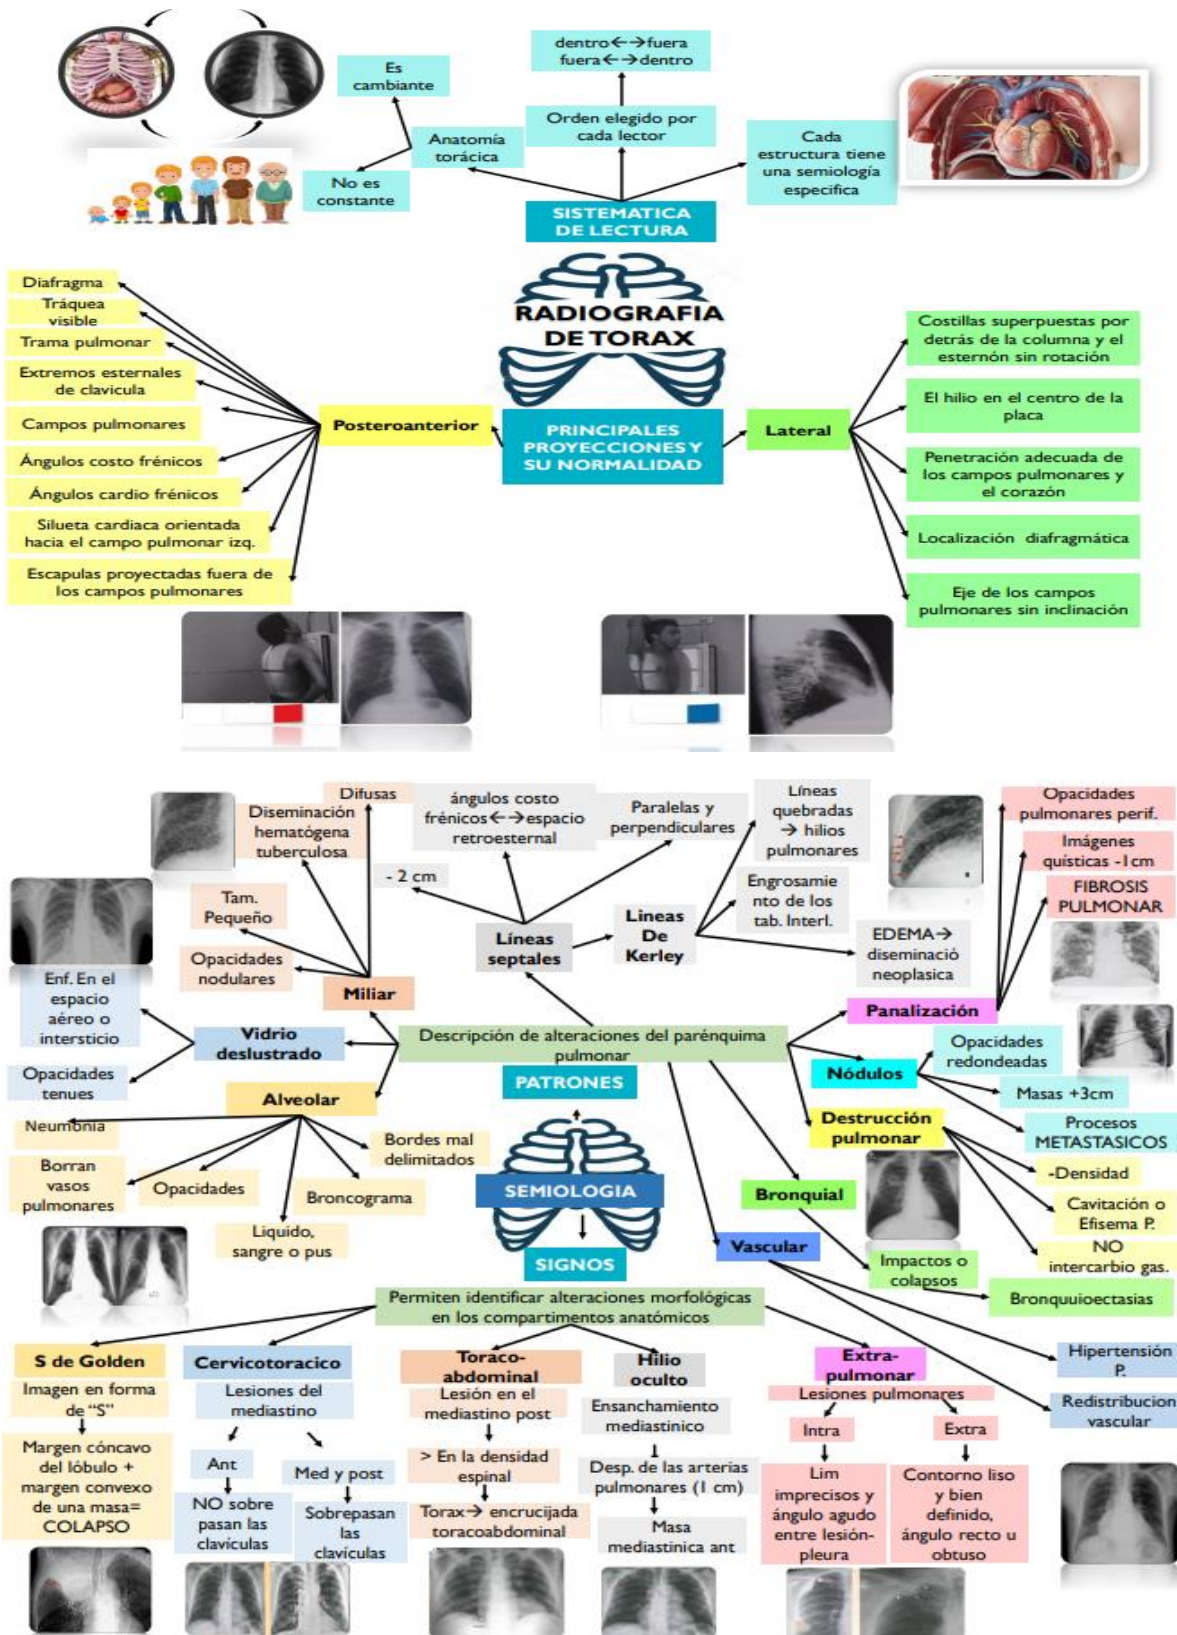 dentro←→fuera
fuera←→dentro
Es
cambiante
Orden elegido por
cada lector
Anatomía
torácica
Cada
estructura tiene
una semiología
especifica
No es
constante
SISTEMATICA
DE LECTURA
RADIOGRAFIA
DE TORAX
Diafragma
Tráquea
visible
Trama pulmonar
Extremos esternales
de clavicula
Campos pulmonares
Ángulos costo frénicos
Ángulos cardio frénicos
Silueta cardiaca orientada
hacia el campo pulmonar izq.
Escapulas proyectadas fuera de
los campos pulmonares
Posteroanterior
PRINCIPALES
PROYECCIONES Y
SU NORMALIDAD
Lateral
Costillas superpuestas por
detrás de la columna y el
esternón sin rotación
El hilio en el centro de la
placa
Penetración adecuada de
los campos pulmonares y
el corazón
Localización diafragmática
Eje de los campos
pulmonares sin inclinación
Difusas
Diseminación
hematógena
tuberculosa
Tam.
Pequeño
Opacidades
nodulares
Miliar
ángulos costo
frénicos←→espacio
retroesternal
- 2 cm
Paralelas y
perpendiculares
Líneas
septales
Lineas
De
Kerley
Líneas
quebradas
→ hilios
pulmonares
Engrosamie
nto de los
tab. Interl.
EDEMA→
diseminació
neoplasica
Opacidades
pulmonares perif.
Imágenes
quísticas -1cm
FIBROSIS
PULMONAR
Panalización
Enf. En el
espacio
aéreo o
intersticio
Vidrio
deslustrado
Opacidades
tenues
Descripción de alteraciones del parénquima
pulmonar
PATRONES
Nódulos
Opacidades
redondeadas
Masas +3cm
Procesos
METASTASICOS
Alveolar
Neumonia
Borran
vasos
pulmonares
Opacidades
Liquido,
sangre o pus
Broncograma
Bordes mal
delimitados
SEMIOLOGIA
Destrucción
pulmonar
-Densidad
Cavitación o
Efisema P.
NO
intercarbio gas.
Bronquial
Impactos o
colapsos
Bronquuioectasias
Vascular
Hipertensión
P.
Redistribucion
vascular
SIGNOS
Permiten identificar alteraciones morfológicas
en los compartimentos anatómicos
S de Golden
Imagen en forma
de “S”
Margen cóncavo
del lóbulo +
margen convexo
de una masa=
COLAPSO
Cervicotoracico
Lesiones del
mediastino
Ant
NO sobre
pasan las
clavículas
Med y post
Sobrepasan
las
clavículas
Toraco-
abdominal
Lesión en el
mediastino post
> En la densidad
espinal
Torax→ encrucijada
toracoabdominal
Hilio
oculto
Ensanchamiento
mediastinico
Desp. de las arterias
pulmonares (1 cm)
Masa
mediastinica ant
Extra-
pulmonar
Lesiones pulmonares
Intra
Lim
imprecisos y
ángulo agudo
entre lesión-
pleura
Extra
Contorno liso
y bien
definido,
ángulo recto u
obtuso